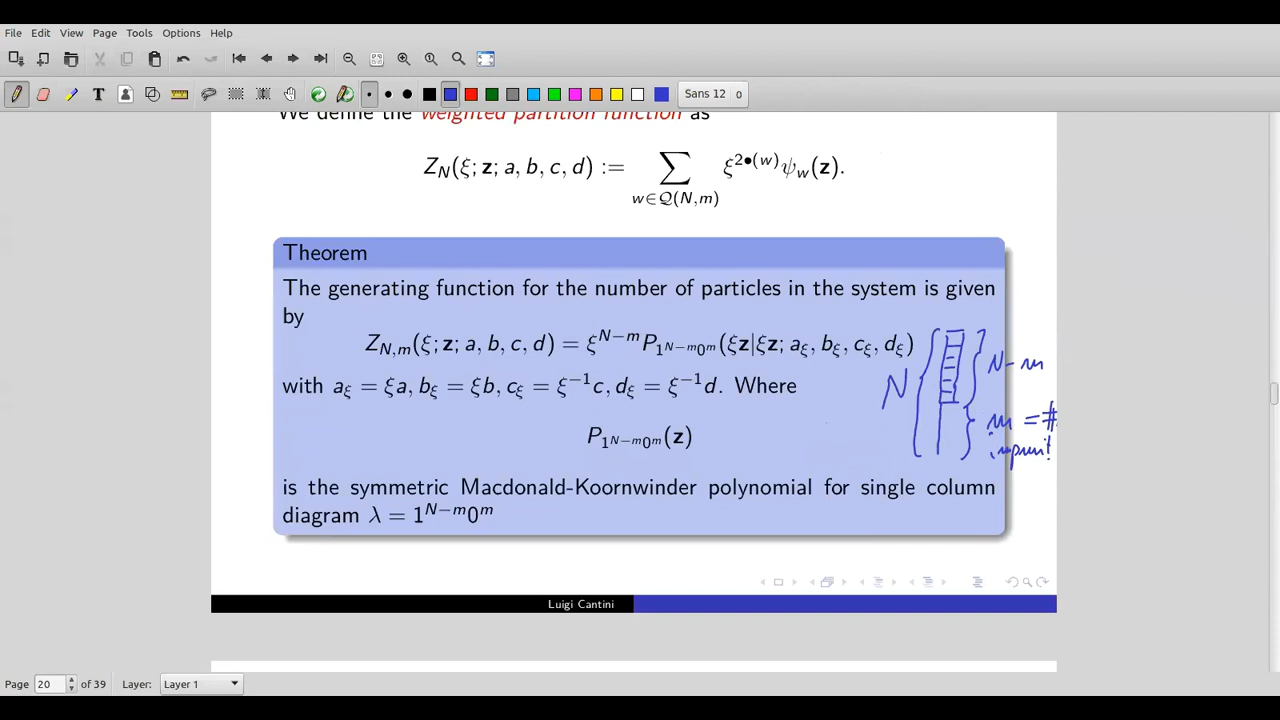 File Edit View Page Tools Options Help
Sans 12 0
We define the weighted partition function as
Z_N(ξ; z; a, b, c, d) := ∑_{w∈Q(N,m)} ξ^{2•(w)} ψ_w(z).
Theorem
The generating function for the number of particles in the system is given
by
Z_{N,m}(ξ; z; a, b, c, d) = ξ^{N−m} P_{1^{N−m}0^m}(ξz|ξz; a_ξ, b_ξ, c_ξ, d_ξ)
N
N-m
m = #
with a_ξ = ξa, b_ξ = ξb, c_ξ = ξ^{−1}c, d_ξ = ξ^{−1}d. Where
P_{1^{N−m}0^m}(z)
is the symmetric Macdonald-Koornwinder polynomial for single column
diagram λ = 1^{N−m}0^m
Luigi Cantini
Page 20 of 39 Layer: Layer 1